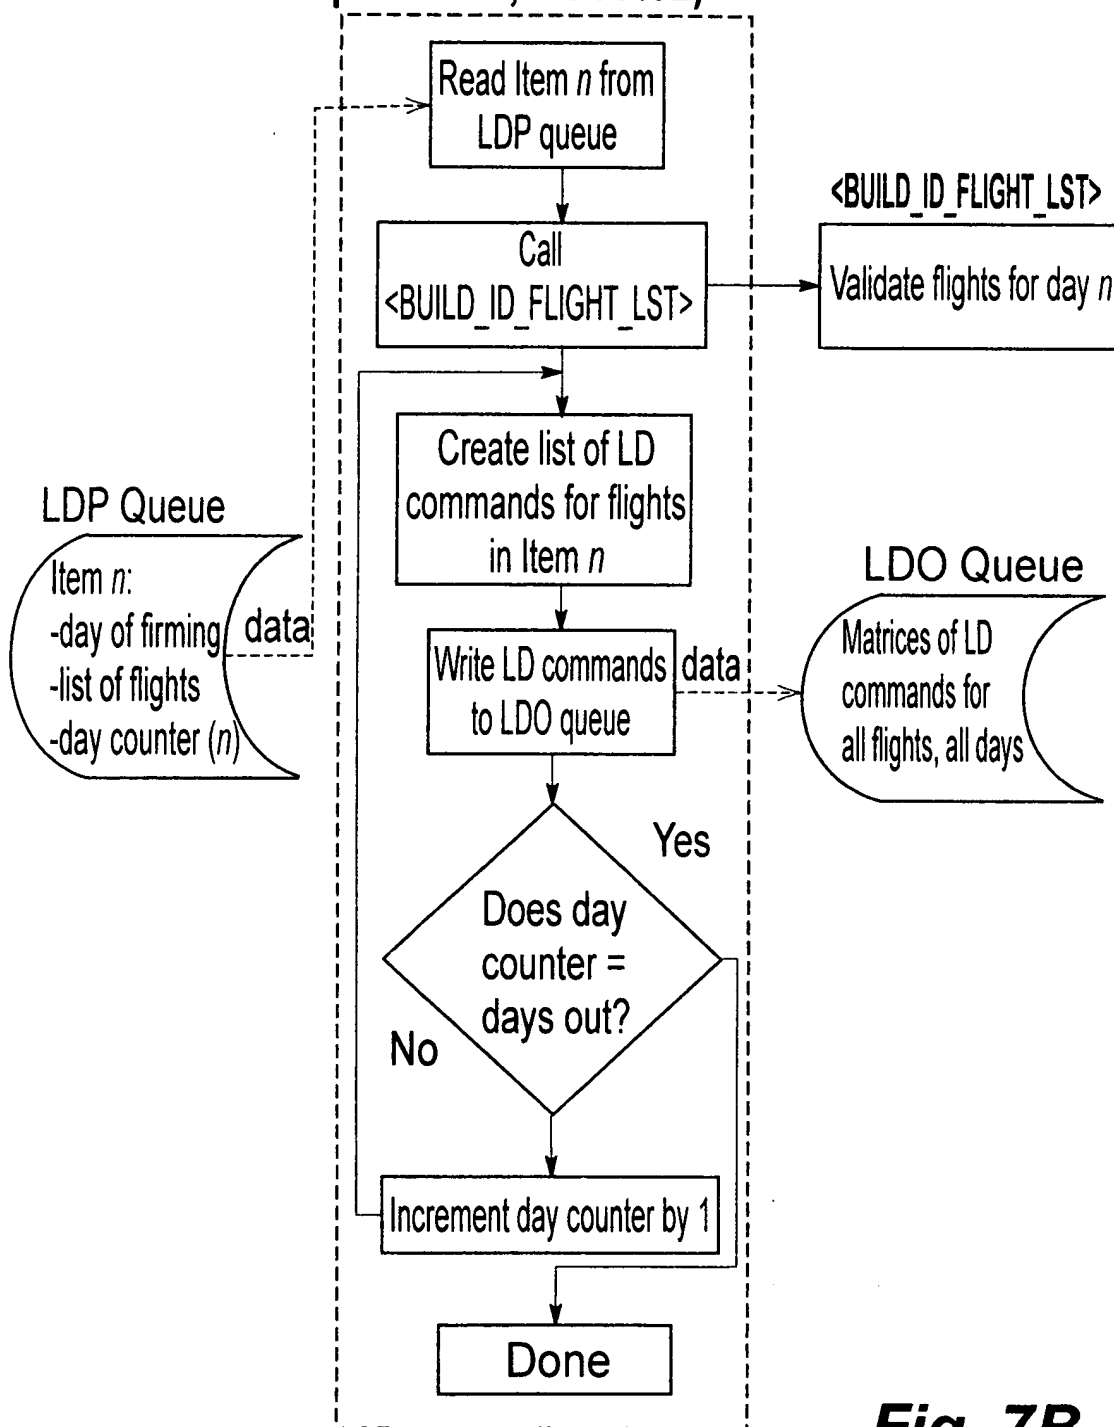 Read Item n from
LDP queue
Call
<BUILD_ID_FLIGHT_LST>
<BUILD_ID_FLIGHT_LST>
Validate flights for day n
Create list of LD
commands for flights
in Item n
LDP Queue
Item n:
-day of firming
-list of flights
-day counter (n)
data
Write LD commands
to LDO queue
data
LDO Queue
Matrices of LD
commands for
all flights, all days
Does day
counter =
days out?
Yes
No
Increment day counter by 1
Done
Fig. 7B